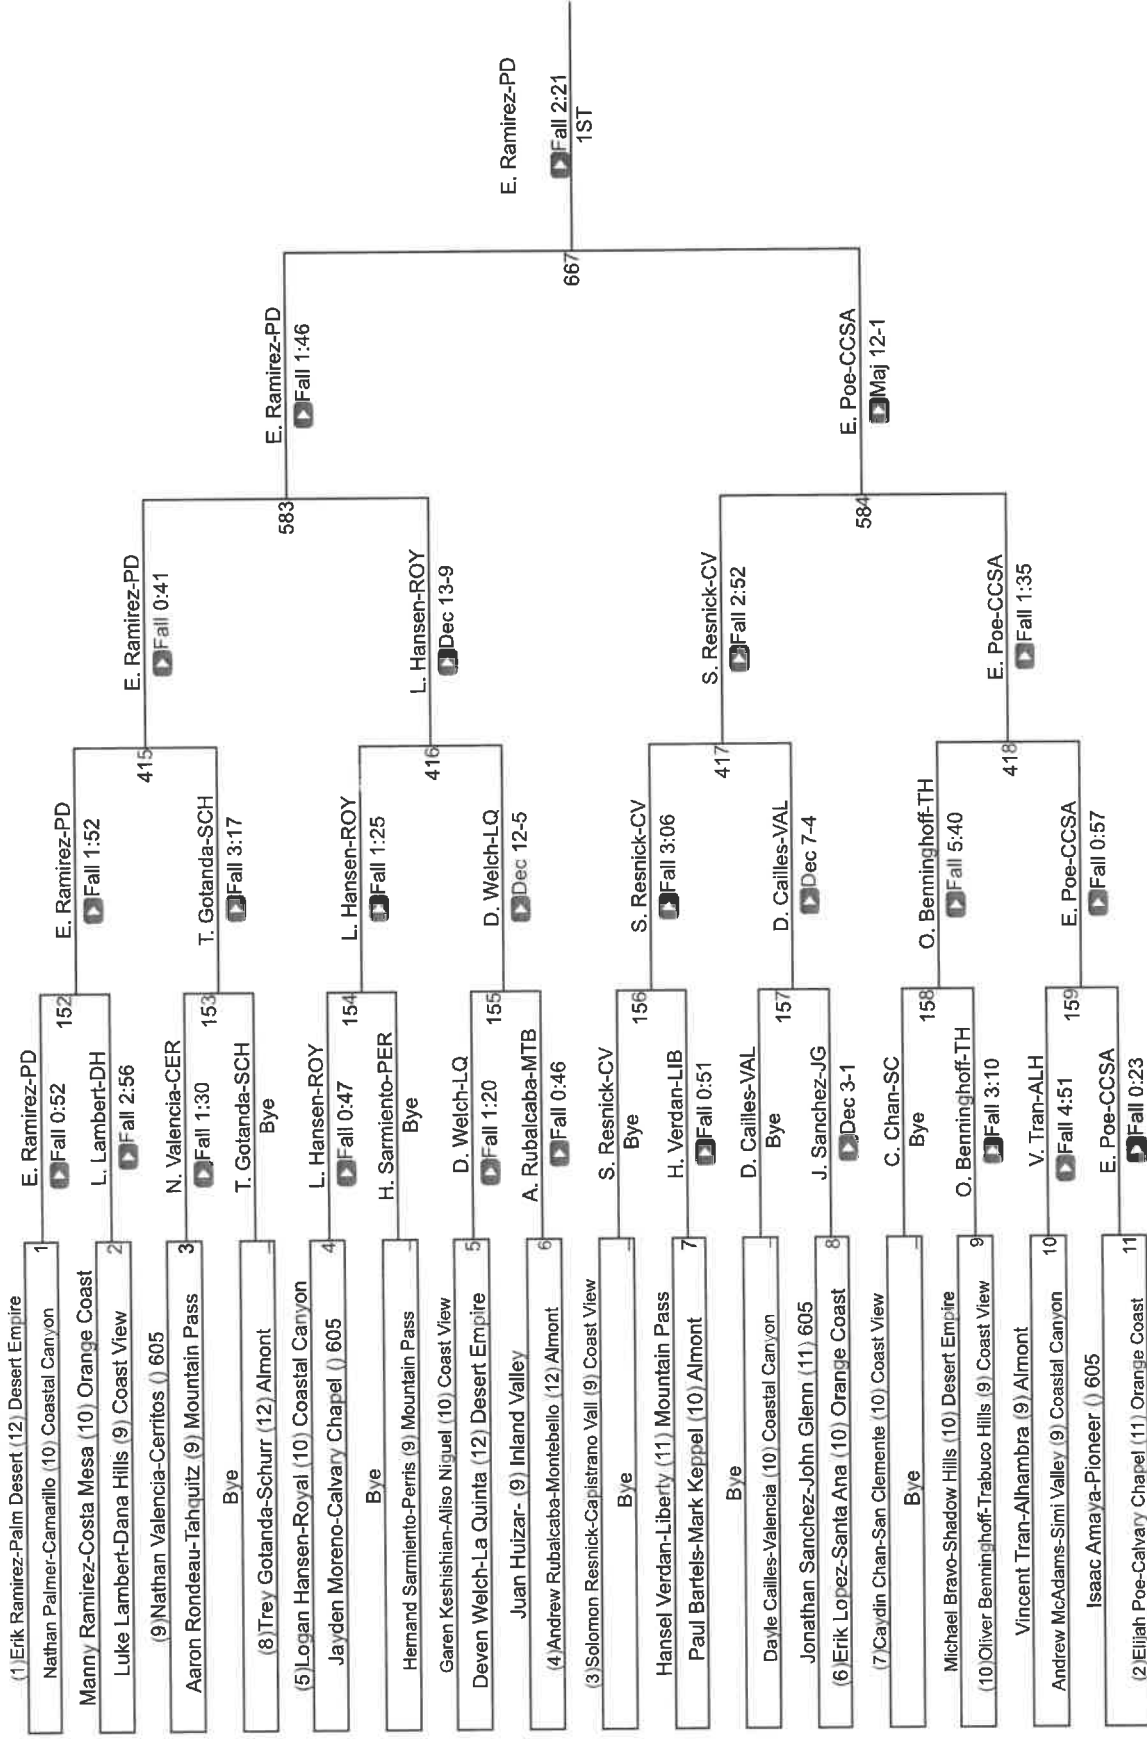 (1)Erik Ramirez-Palm Desert (12) Desert Empire
Nathan Palmer-Camarillo (10) Coastal Canyon
1
Manny Ramirez-Costa Mesa (10) Orange Coast
Luke Lambert-Dana Hills (9) Coast View
2
(9)Nathan Valencia-Cerritos () 605
Aaron Rondeau-Tahquitz (9) Mountain Pass
3
Bye
(8)Trey Gotanda-Schurr (12) Almont
(5)Logan Hansen-Royal (10) Coastal Canyon
Jayden Moreno-Calvary Chapel () 605
4
Bye
Hernand Sarmiento-Perris (9) Mountain Pass
Garen Keshishian-Aliso Niguel (10) Coast View
Deven Welch-La Quinta (12) Desert Empire
5
Juan Huizar- (9) Inland Valley
(4)Andrew Rubalcaba-Montebello (12) Almont
6
(3)Solomon Resnick-Capistrano Vall (9) Coast View
Bye
Hansel Verdan-Liberty (11) Mountain Pass
Paul Bartels-Mark Keppel (10) Almont
7
Bye
Dayle Cailles-Valencia (10) Coastal Canyon
Jonathan Sanchez-John Glenn (11) 605
(6)Erik Lopez-Santa Ana (10) Orange Coast
8
(7)Caydin Chan-San Clemente (10) Coast View
Bye
Michael Bravo-Shadow Hills (10) Desert Empire
(10)Oliver Benninghoff-Trabuco Hills (9) Coast View
9
Vincent Tran-Alhambra (9) Almont
Andrew McAdams-Simi Valley (9) Coastal Canyon
10
Isaac Amaya-Pioneer () 605
(2)Elijah Poe-Calvary Chapel (11) Orange Coast
11
E. Ramirez-PD
Fall 0:52
152
L. Lambert-DH
Fall 2:56
N. Valencia-CER
Fall 1:30
153
T. Gotanda-SCH
Bye
L. Hansen-ROY
Fall 0:47
154
H. Sarmiento-PER
Bye
D. Welch-LQ
Fall 1:20
155
A. Rubalcaba-MTB
Fall 0:46
S. Resnick-CV
Bye
156
H. Verdan-LIB
Fall 0:51
D. Cailles-VAL
Bye
157
J. Sanchez-JG
Dec 3-1
C. Chan-SC
Bye
158
O. Benninghoff-TH
Fall 3:10
V. Tran-ALH
Fall 4:51
159
E. Poe-CCSA
Fall 0:23
E. Ramirez-PD
Fall 1:52
415
T. Gotanda-SCH
Fall 3:17
L. Hansen-ROY
Fall 1:25
416
D. Welch-LQ
Dec 12-5
S. Resnick-CV
Fall 3:06
417
D. Cailles-VAL
Dec 7-4
O. Benninghoff-TH
Fall 5:40
418
E. Poe-CCSA
Fall 0:57
E. Ramirez-PD
Fall 0:41
583
L. Hansen-ROY
Dec 13-9
S. Resnick-CV
Fall 2:52
584
E. Poe-CCSA
Fall 1:35
E. Ramirez-PD
Fall 1:46
667
E. Poe-CCSA
Maj 12-1
E. Ramirez-PD
Fall 2:21
1ST